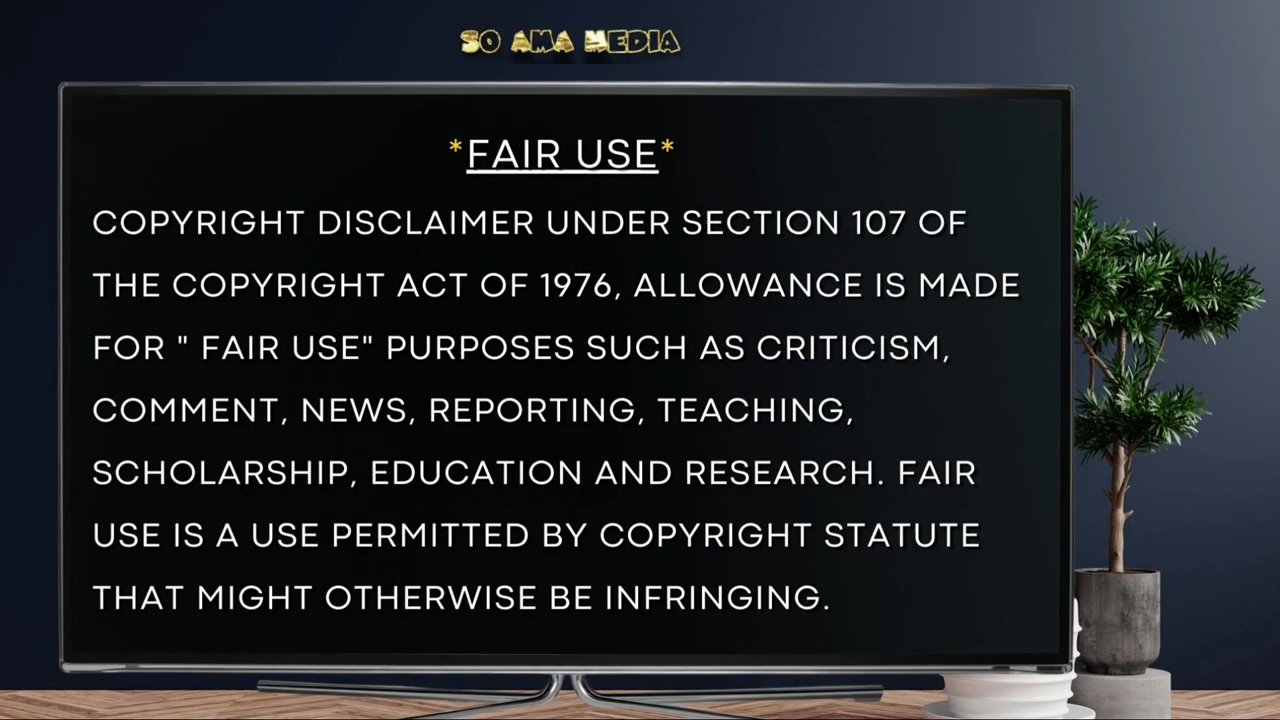 SO AMA MEDIA
*FAIR USE*
COPYRIGHT DISCLAIMER UNDER SECTION 107 OF
THE COPYRIGHT ACT OF 1976, ALLOWANCE IS MADE
FOR " FAIR USE" PURPOSES SUCH AS CRITICISM,
COMMENT, NEWS, REPORTING, TEACHING,
SCHOLARSHIP, EDUCATION AND RESEARCH. FAIR
USE IS A USE PERMITTED BY COPYRIGHT STATUTE
THAT MIGHT OTHERWISE BE INFRINGING.